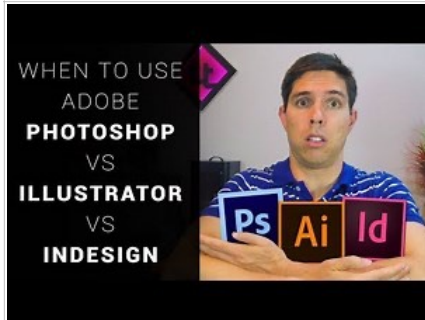 WHEN TO USE
ADOBE
PHOTOSHOP
VS
ILLUSTRATOR
VS
INDESIGN
Ps
Ai
Id